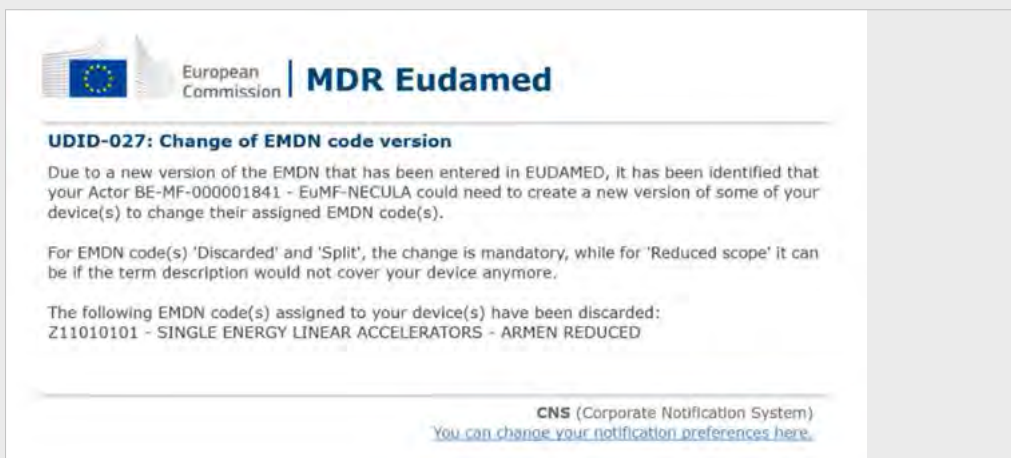 European
Commission
MDR Eudamed
UDID-027: Change of EMDN code version
Due to a new version of the EMDN that has been entered in EUDAMED, it has been identified that
your Actor BE-MF-000001841 - EuMF-NECULA could need to create a new version of some of your
device(s) to change their assigned EMDN code(s).
For EMDN code(s) 'Discarded' and 'Split', the change is mandatory, while for 'Reduced scope' it can
be if the term description would not cover your device anymore.
The following EMDN code(s) assigned to your device(s) have been discarded:
Z11010101 - SINGLE ENERGY LINEAR ACCELERATORS - ARMEN REDUCED
CNS (Corporate Notification System)
You can change your notification preferences here.